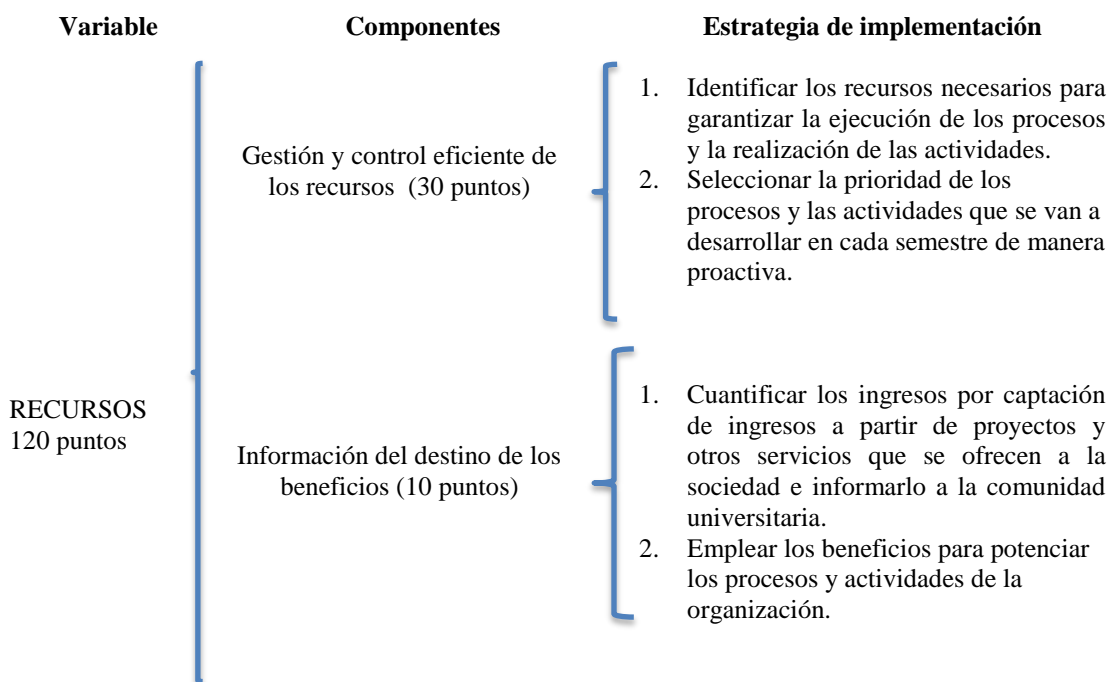 Variable Componentes Estrategia de implementación
Gestión y control eficiente de
los recursos (30 puntos)
1. Identificar los recursos necesarios para
garantizar la ejecución de los procesos
y la realización de las actividades.
2. Seleccionar la prioridad de los
procesos y las actividades que se van a
desarrollar en cada semestre de manera
proactiva.
RECURSOS
120 puntos
Información del destino de los
beneficios (10 puntos)
1. Cuantificar los ingresos por captación
de ingresos a partir de proyectos y
otros servicios que se ofrecen a la
sociedad e informarlo a la comunidad
universitaria.
2. Emplear los beneficios para potenciar
los procesos y actividades de la
organización.